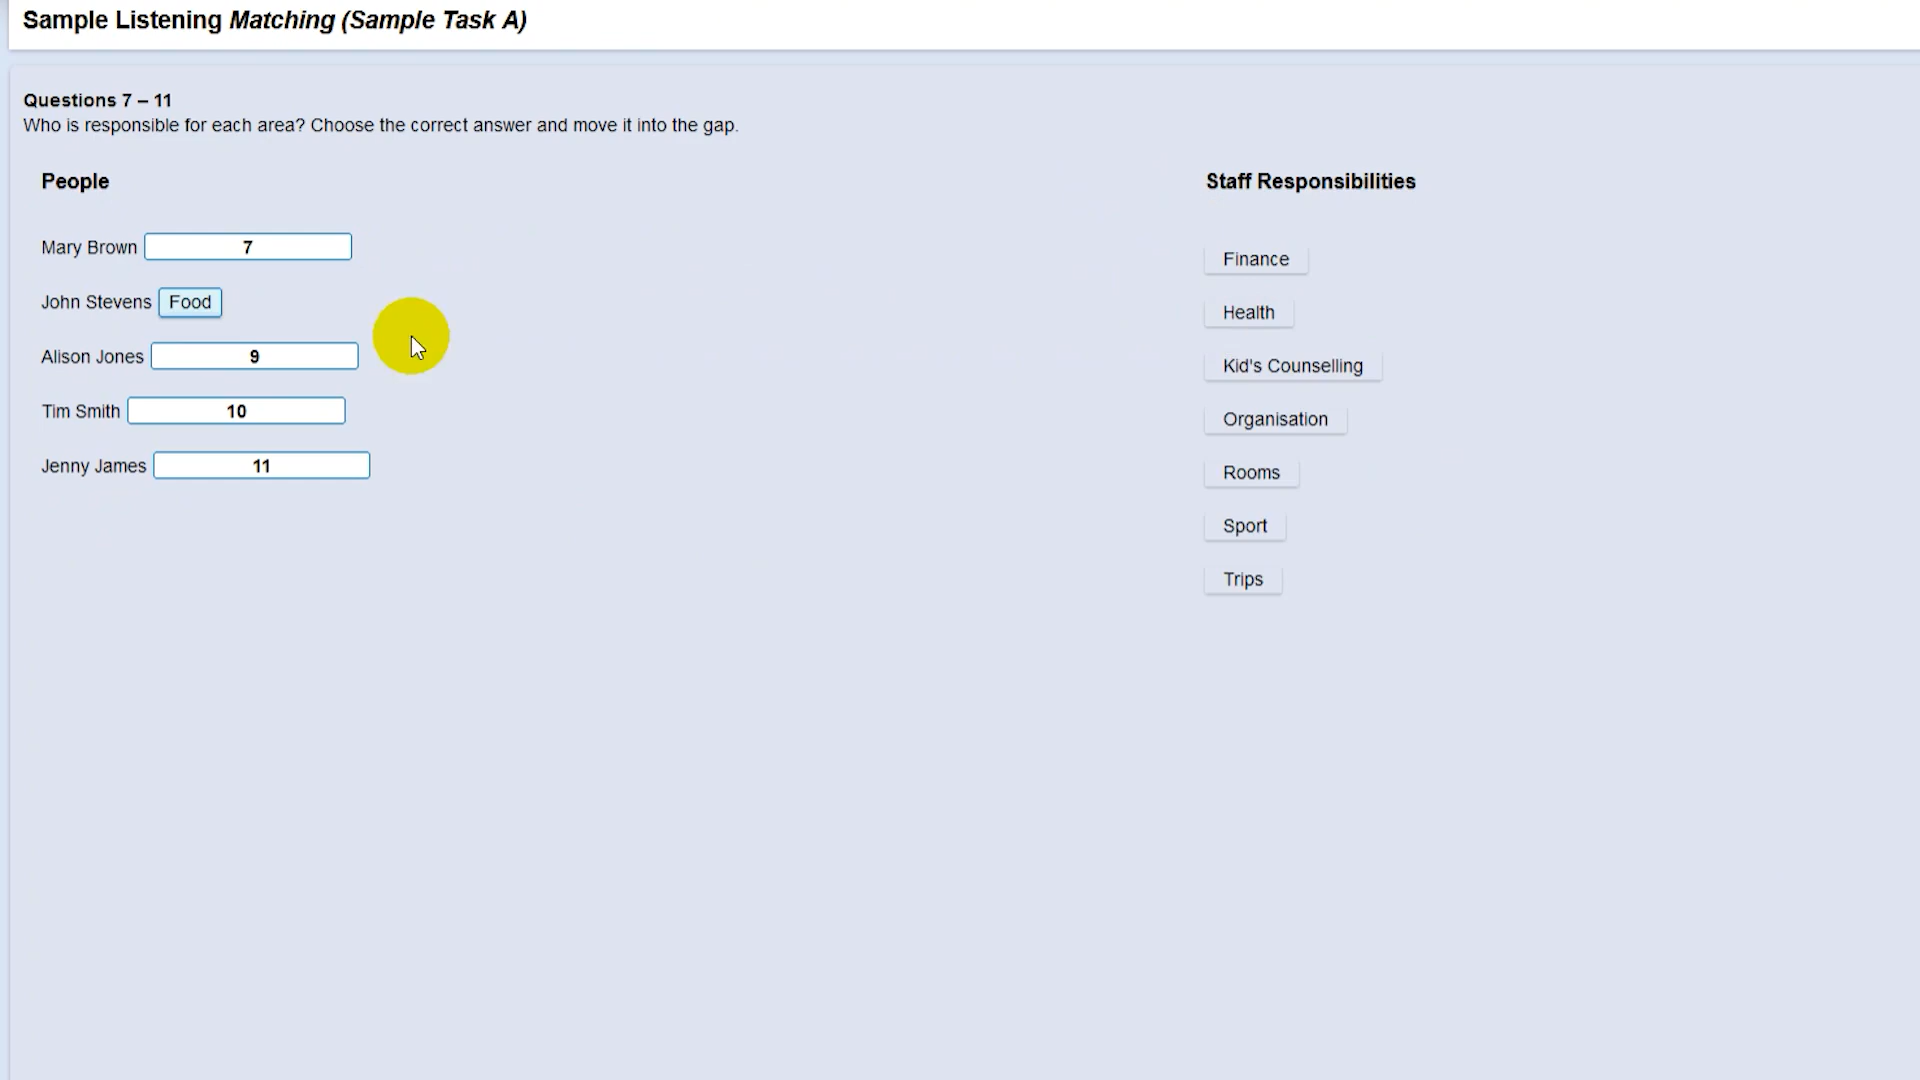 Sample Listening Matching (Sample Task A)
Questions 7 – 11
Who is responsible for each area? Choose the correct answer and move it into the gap.
People
Mary Brown 7
John Stevens Food
Alison Jones 9
Tim Smith 10
Jenny James 11
Staff Responsibilities
Finance
Health
Kid's Counselling
Organisation
Rooms
Sport
Trips